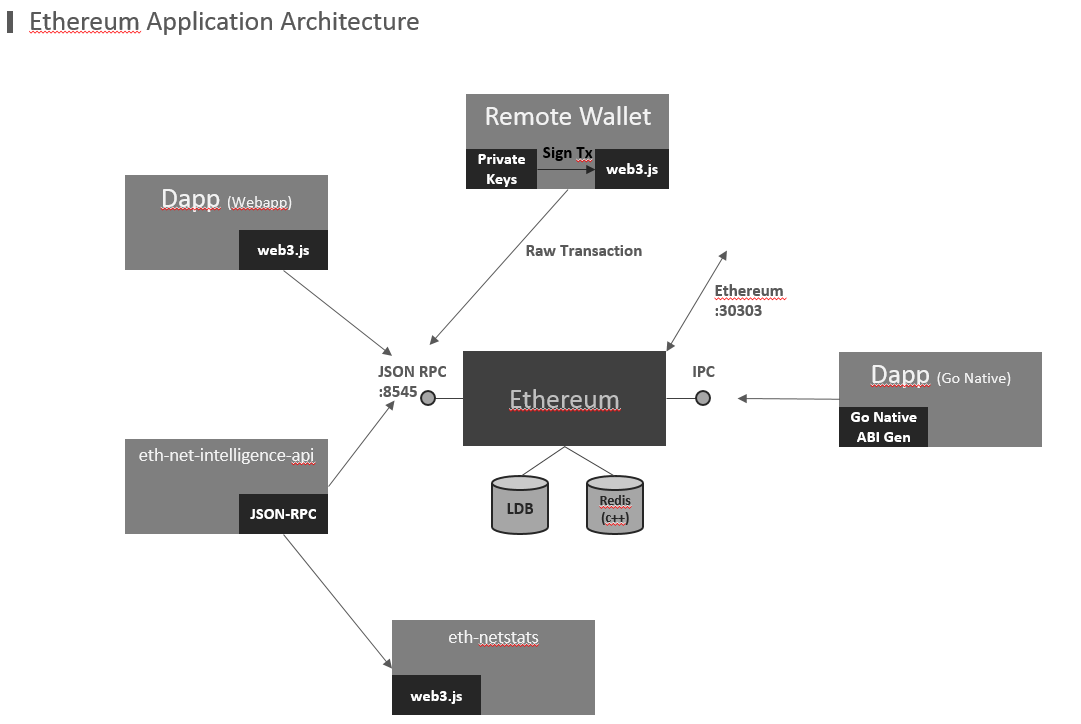 Ethereum Application Architecture
Remote Wallet
Private
Keys
Sign Tx
web3.js
Dapp (Webapp)
web3.js
Raw Transaction
Ethereum
:30303
JSON RPC
:8545
Ethereum
IPC
Dapp (Go Native)
Go Native
ABI Gen
eth-net-intelligence-api
JSON-RPC
LDB
Redis
(c++)
eth-netstats
web3.js